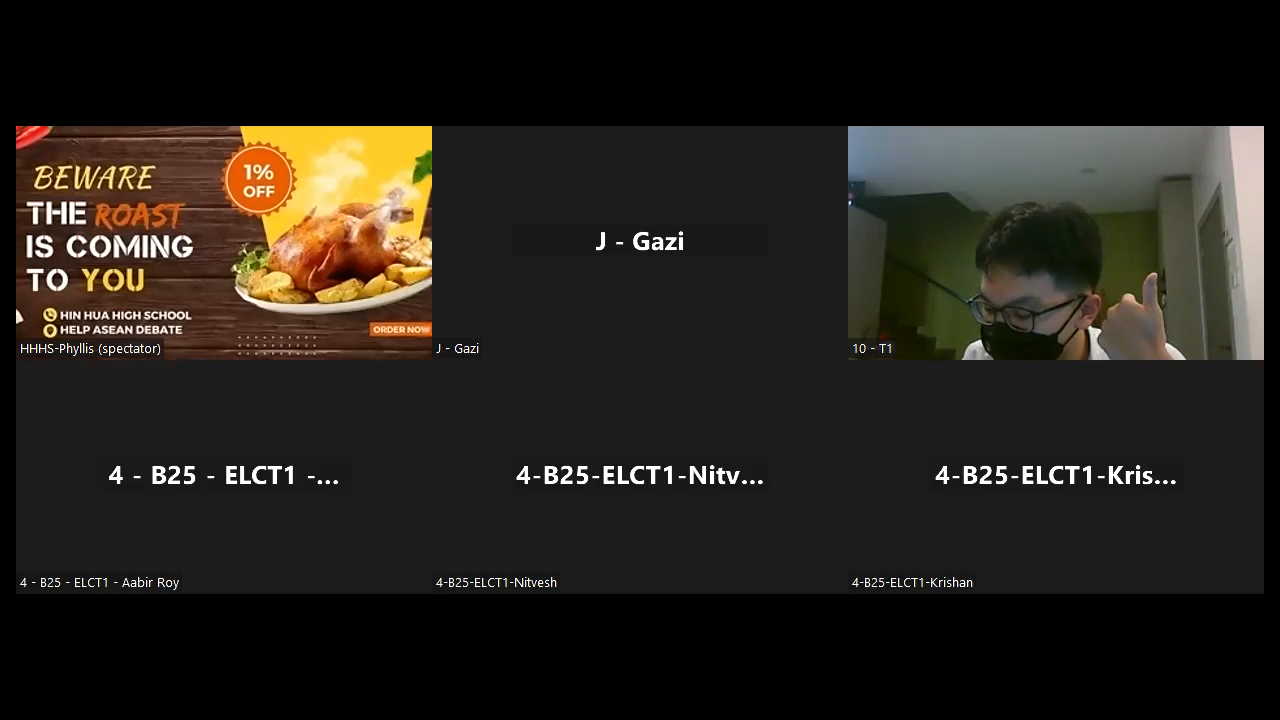 BEWARE
THE ROAST
IS COMING
TO YOU
1%
OFF
HIN HUA HIGH SCHOOL
HELP ASEAN DEBATE
ORDER NOW
HHHS-Phyllis (spectator)
J - Gazi
J - Gazi
10 - T1
4 - B25 - ELCT1 -...
4 - B25 - ELCT1 - Aabir Roy
4-B25-ELCT1-Nitv...
4-B25-ELCT1-Nitvesh
4-B25-ELCT1-Kris...
4-B25-ELCT1-Krishan